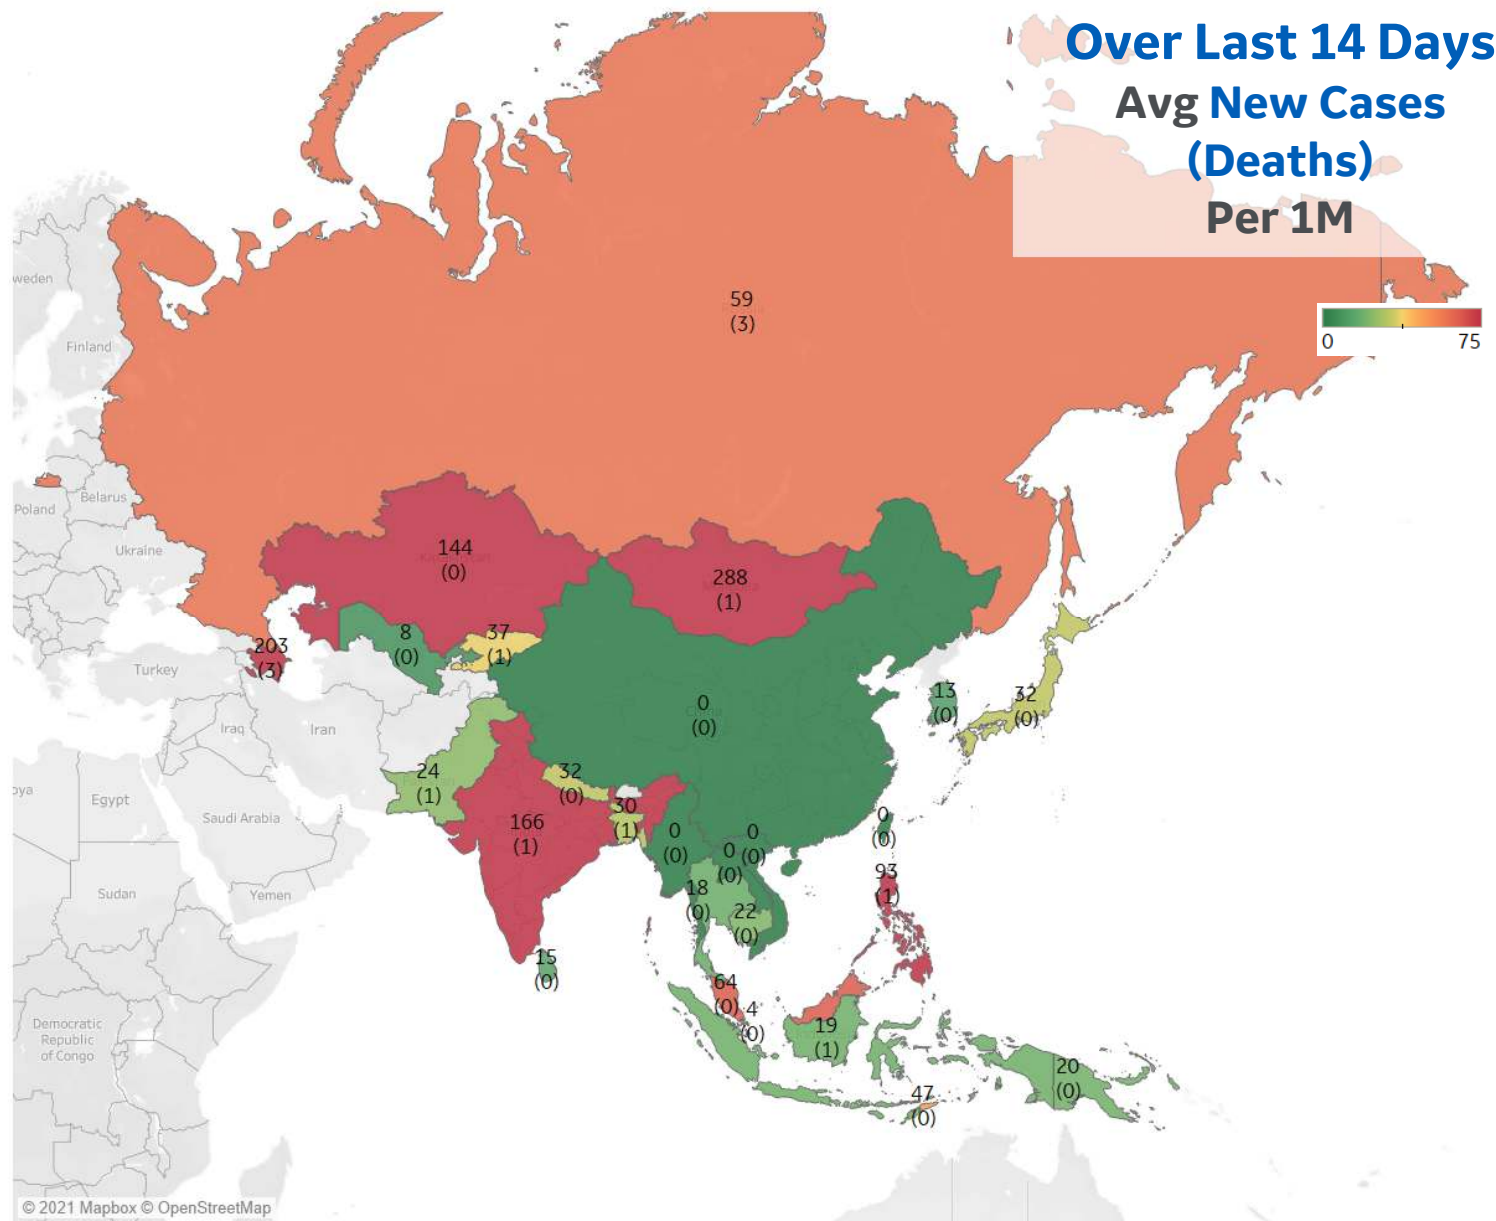 Over Last 14 Days
Avg New Cases
(Deaths)
Per 1M
weden
Finland
59
(3)
0 75
Poland
Belarus
Ukraine
144
(0)
288
(1)
203
(3)
8
(0)
37
(1)
Turkey
Iraq
Iran
0
(0)
13
(0)
32
(0)
24
(1)
32
(0)
oya
Egypt
Saudi Arabia
166
(1)
30
(1)
0
(0)
0
(0)
0
(0)
0
(0)
93
(1)
Sudan
Yemen
18
(0)
22
(0)
15
(0)
64
(0)
4
(0)
19
(1)
Democratic
Republic
of Congo
20
(0)
47
(0)
© 2021 Mapbox © OpenStreetMap